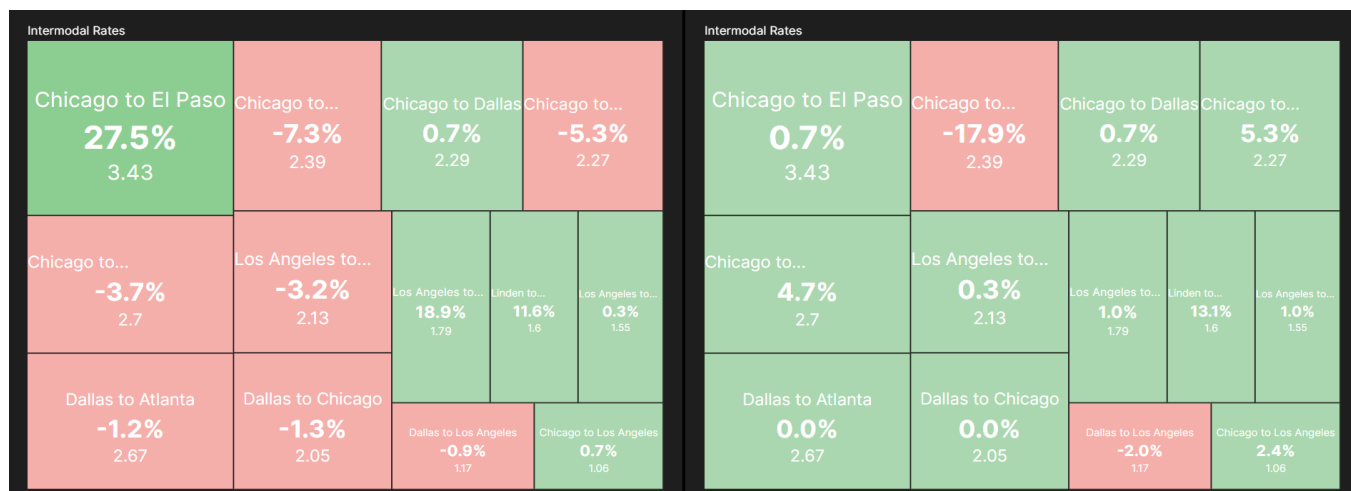 Intermodal Rates
Chicago to El Paso
27.5%
3.43
Chicago to...
-7.3%
2.39
Chicago to Dallas
0.7%
2.29
Chicago to...
-5.3%
2.27
Chicago to...
-3.7%
2.7
Los Angeles to...
-3.2%
2.13
Los Angeles to...
18.9%
1.79
Linden to...
11.6%
1.6
Los Angeles to...
0.3%
1.55
Dallas to Atlanta
-1.2%
2.67
Dallas to Chicago
-1.3%
2.05
Dallas to Los Angeles
-0.9%
1.17
Chicago to Los Angeles
0.7%
1.06
Intermodal Rates
Chicago to El Paso
0.7%
3.43
Chicago to...
-17.9%
2.39
Chicago to Dallas
0.7%
2.29
Chicago to...
5.3%
2.27
Chicago to...
4.7%
2.7
Los Angeles to...
0.3%
2.13
Los Angeles to...
1.0%
1.79
Linden to...
13.1%
1.6
Los Angeles to...
1.0%
1.55
Dallas to Atlanta
0.0%
2.67
Dallas to Chicago
0.0%
2.05
Dallas to Los Angeles
-2.0%
1.17
Chicago to Los Angeles
2.4%
1.06